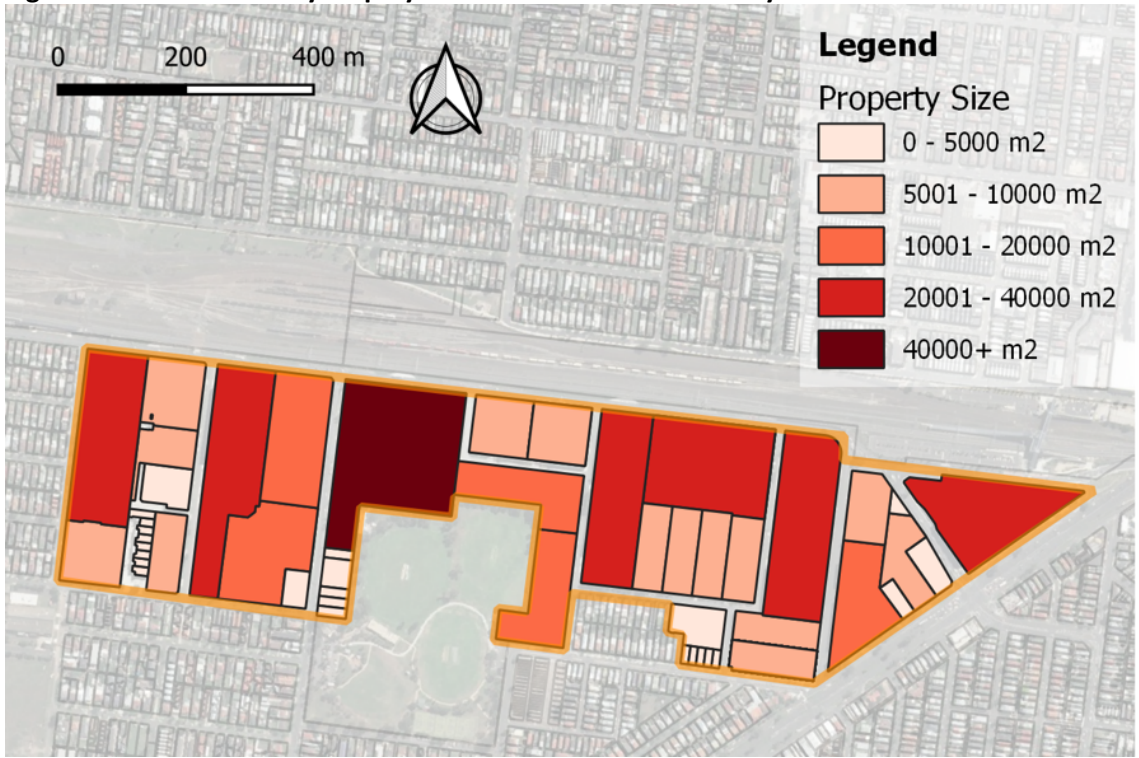 0 200 400 m
Legend
Property Size
0 - 5000 m2
5001 - 10000 m2
10001 - 20000 m2
20001 - 40000 m2
40000+ m2